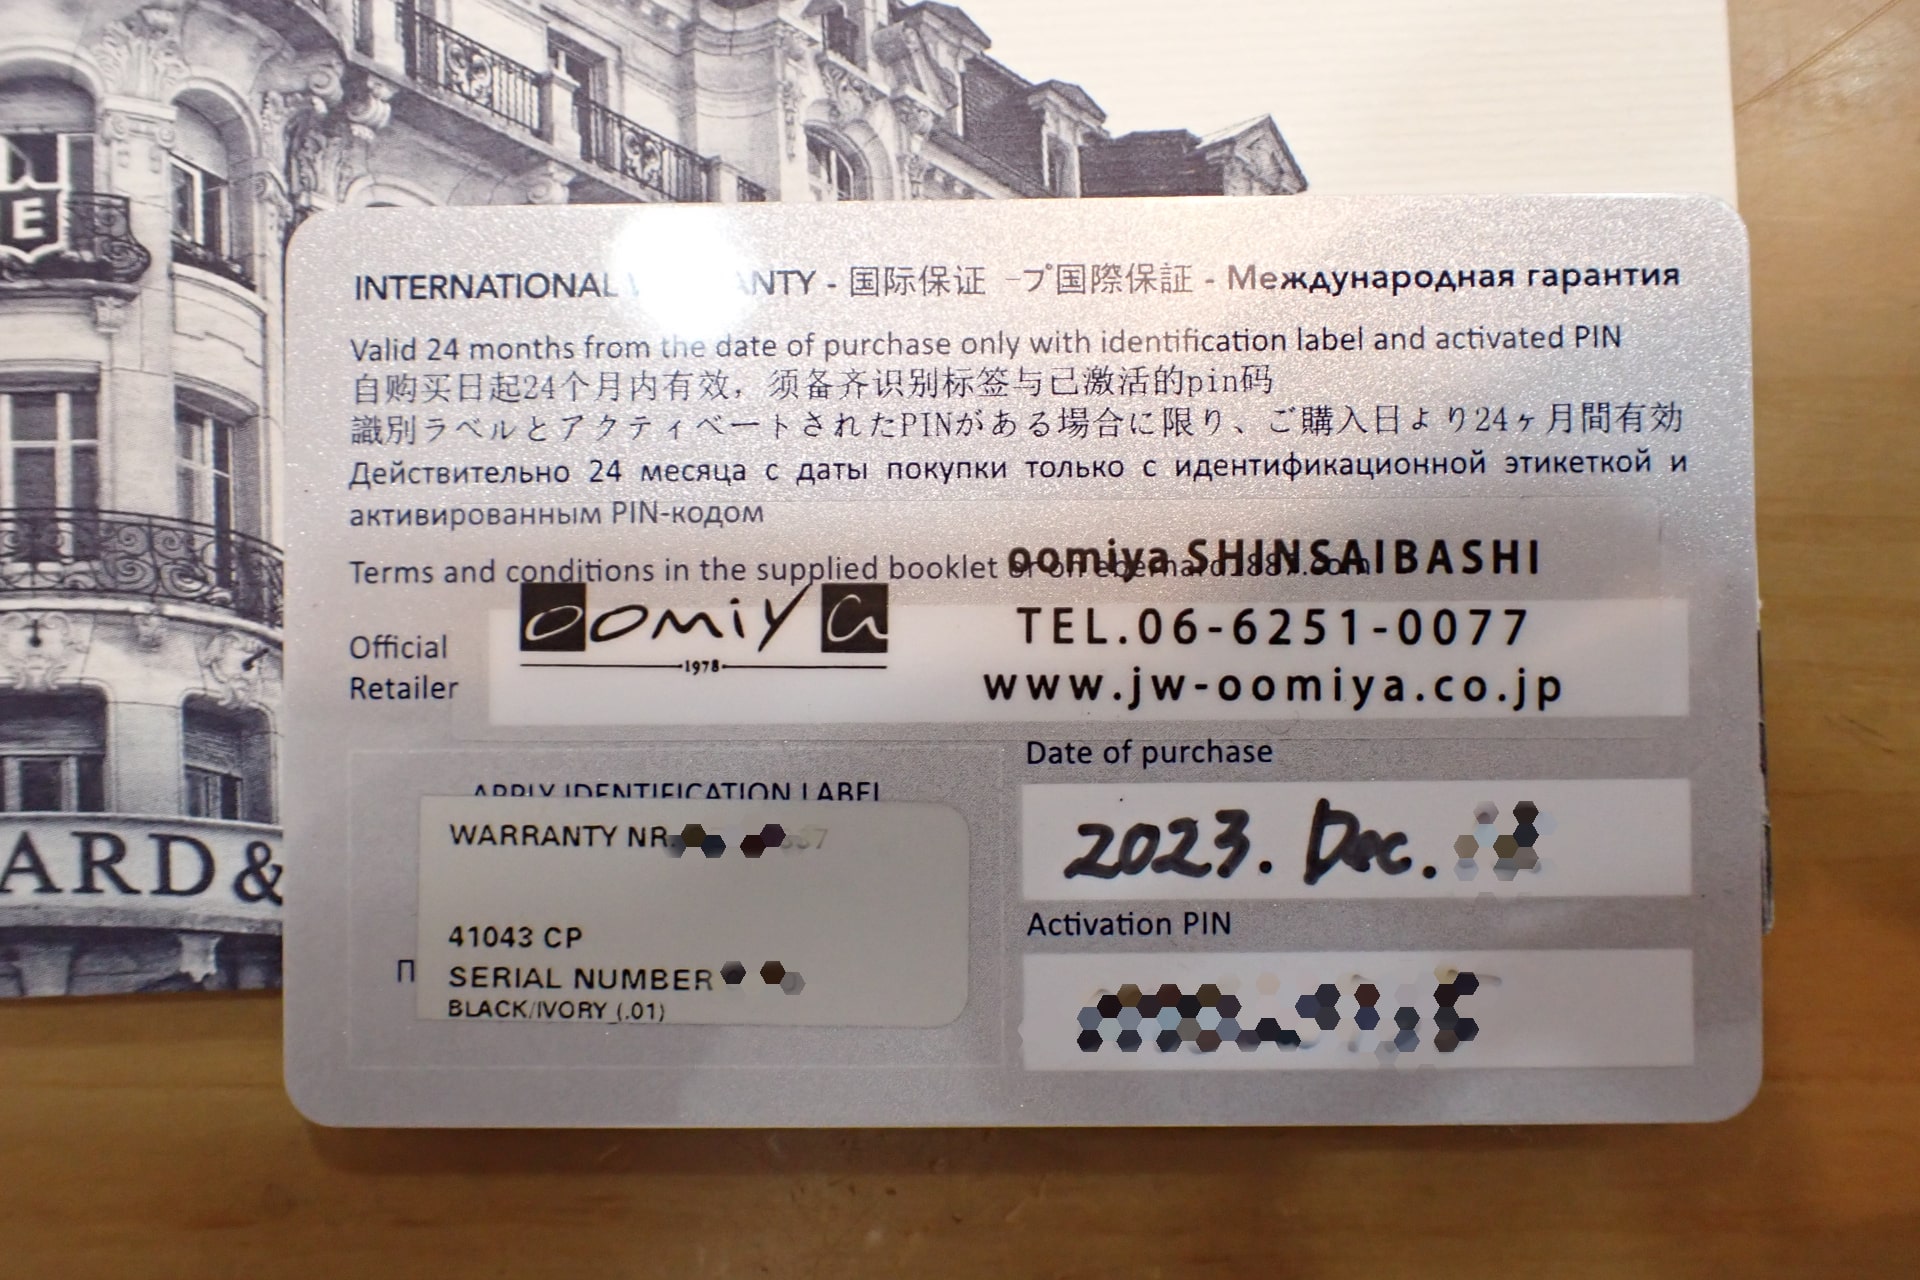 E
ARD &
INTERNATIONAL ANTY - 国际保证 -プ国際保証 - Международная гарантия
Valid 24 months from the date of purchase only with identification label and activated PIN
自购买日起24个月内有效，须备齐识别标签与已激活的pin码
識別ラベルとアクティベートされたPINがある場合に限り、ご購入日より24ヶ月間有効
Действительно 24 месяца с даты покупки только с идентификационной этикеткой и
активированным PIN-кодом
Terms and conditions in the supplied booklet or on eberhard1887.com
oomiya SHINSAIBASHI
Official
Retailer
oomiya
1978
TEL.06-6251-0077
www.jw-oomiya.co.jp
APPLY IDENTIFICATION LABEL
WARRANTY NR.
41043 CP
П
SERIAL NUMBER
BLACK/IVORY (.01)
Date of purchase
2023. Dec.
Activation PIN